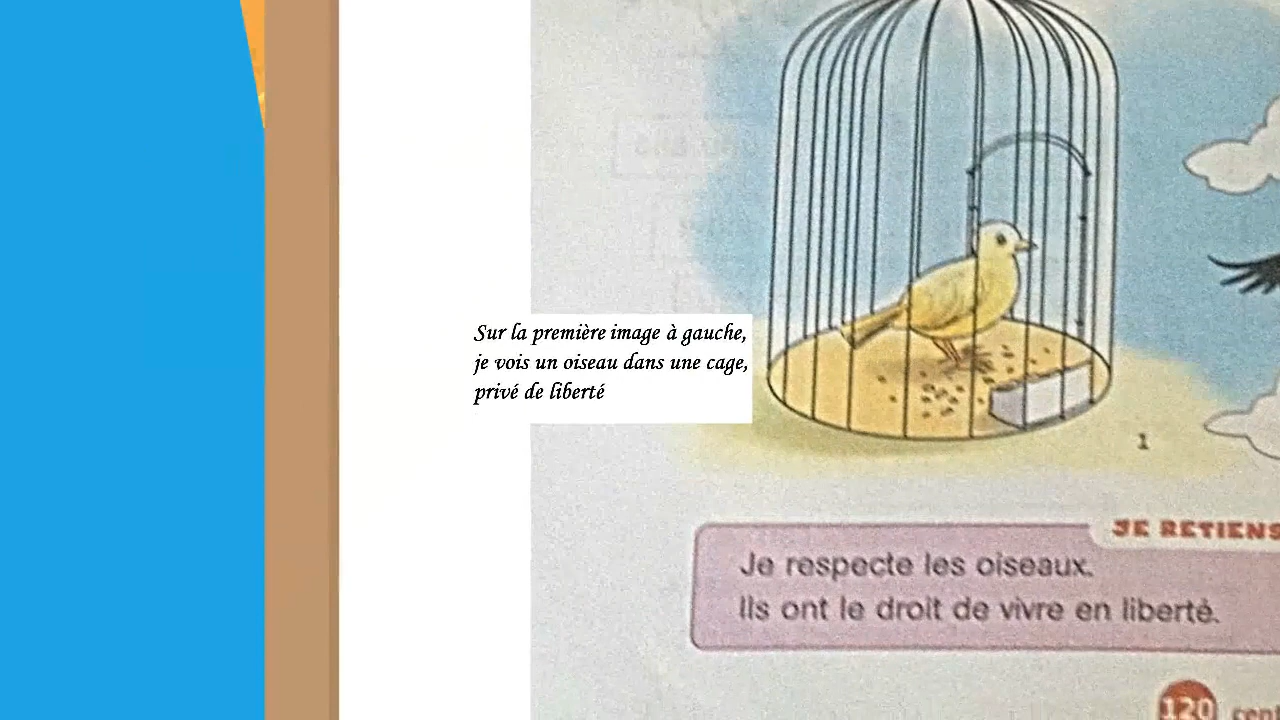 Sur la première image à gauche,
je vois un oiseau dans une cage,
privé de liberté
1
JE RETIENS
Je respecte les oiseaux.
Ils ont le droit de vivre en liberté.
120 cent